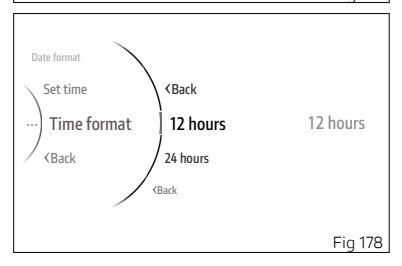 Date format
Set time
‹Back
··· Time format 12 hours 12 hours
‹Back 24 hours
‹Back
Fig 178